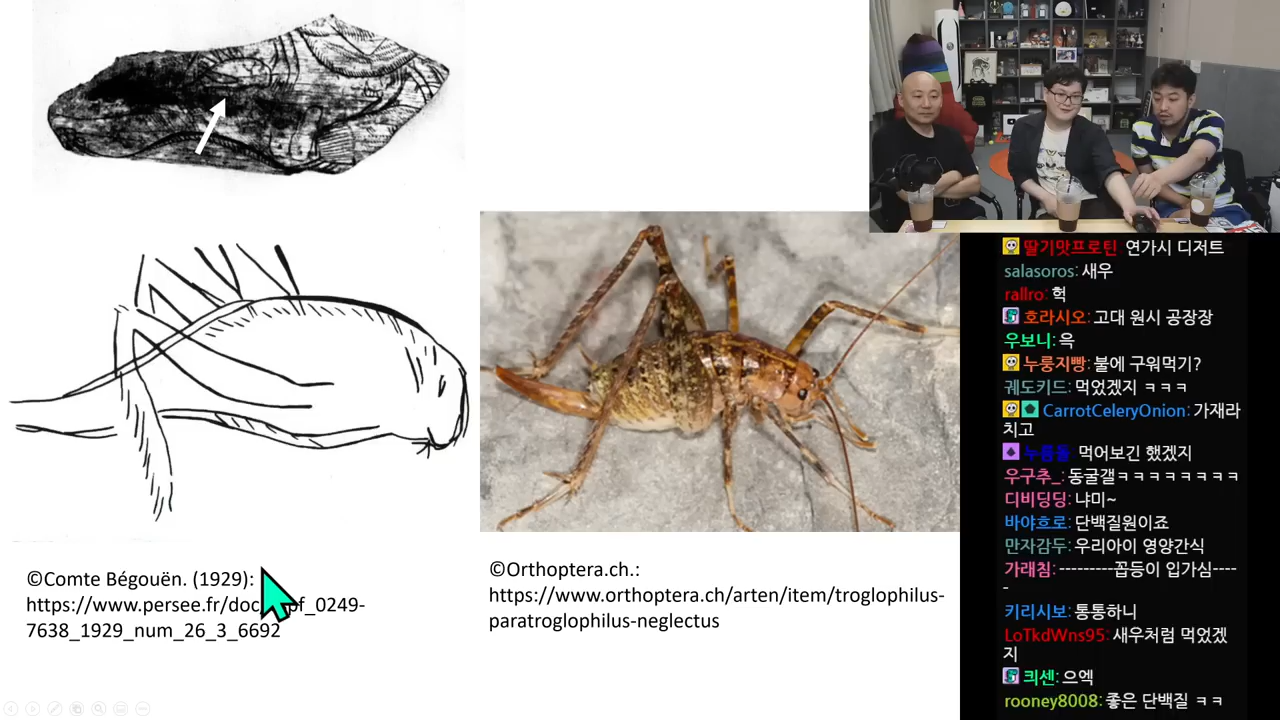 ©Comte Bégouën. (1929):
https://www.persee.fr/doc/ pf_0249-
7638_1929_num_26_3_6692
©Orthoptera.ch.:
https://www.orthoptera.ch/arten/item/troglophilus-
paratroglophilus-neglectus
딸기맛프로틴 연가시 디저트
salasoros: 새우
rallro: 헉
호라시오: 고대 원시 공장장
우보니: 윽
누룽지빵: 불에 구워먹기?
궤도키드: 먹었겠지 ㅋㅋㅋ
CarrotCeleryOnion: 가재라
치고
먹어보긴 했겠지
우구추_: 동굴갤ㅋㅋㅋㅋㅋㅋㅋㅋ
디비딩딩: 냐미~
바야흐로: 단백질원이죠
만자감두: 우리아이 영양간식
가래침: ---------꼽등이 입가심----
-
키리시보: 통통하니
LoTkdWns95: 새우처럼 먹었겠
지
킈센: 으엑
rooney8008: 좋은 단백질 ㅋㅋ